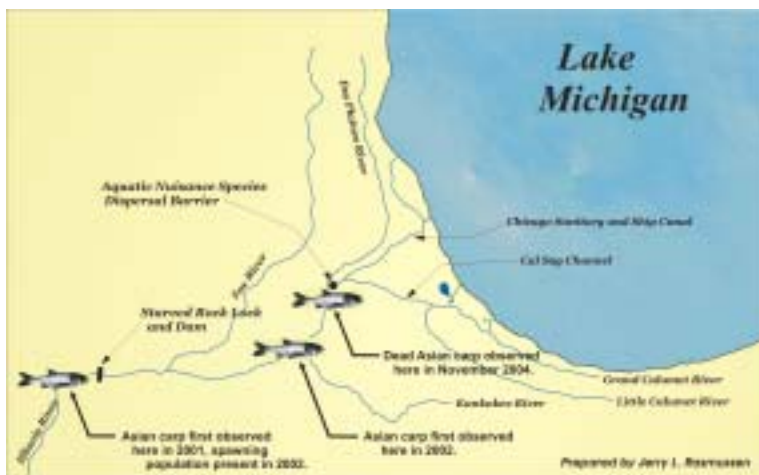 Lake
Michigan
Des Plaines River
Aquatic Nuisance Species
Dispersal Barrier
Chicago Sanitary and Ship Canal
Cal Sag Channel
Fox River
Starved Rock Lock
and Dam
Dead Asian carp observed
here in November 2004.
Grand Calumet River
Little Calumet River
Kankakee River
Illinois River
Asian carp first observed
here in 2001, spawning
population present in 2002.
Asian carp first observed
here in 2002.
Prepared by Jerry L. Rasmussen